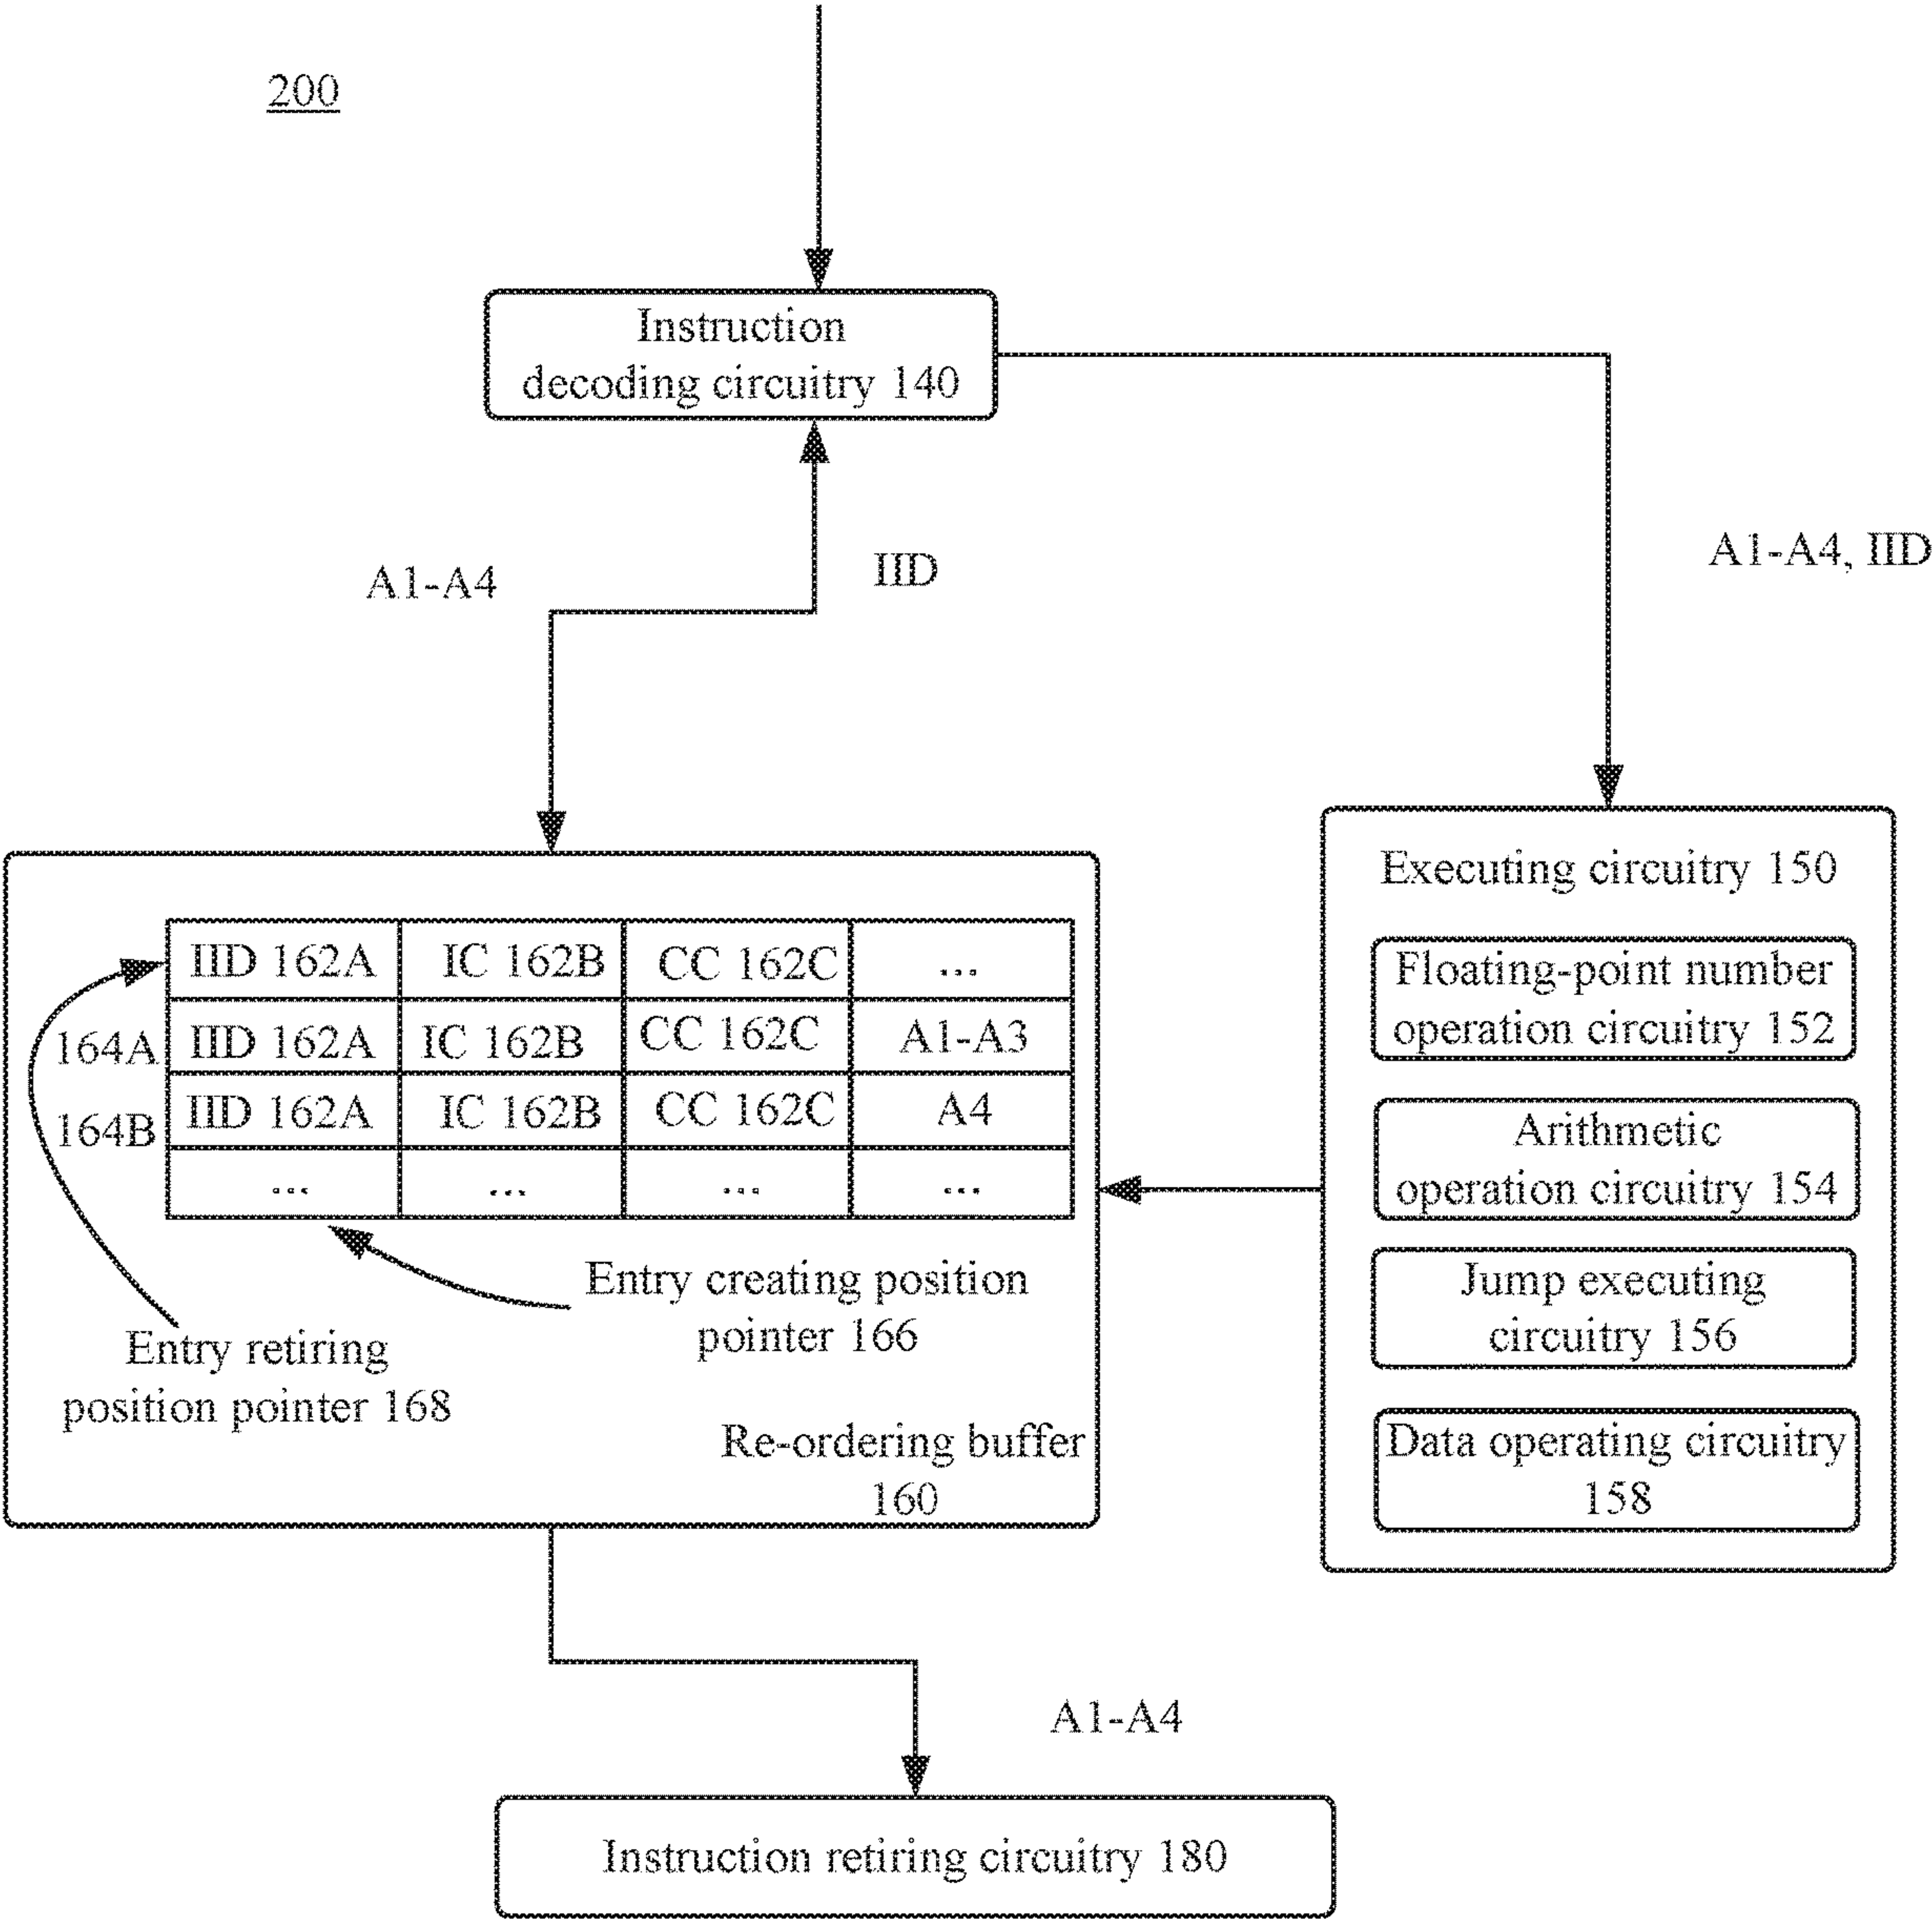 200
Instruction
decoding circuitry 140
A1-A4
IID
A1-A4, IID
Executing circuitry 150
Floating-point number
operation circuitry 152
Arithmetic
operation circuitry 154
Jump executing
circuitry 156
Data operating circuitry
158
IID 162A IC 162B CC 162C ...
164A IID 162A IC 162B CC 162C A1-A3
164B IID 162A IC 162B CC 162C A4
... ... ... ...
Entry creating position
pointer 166
Entry retiring
position pointer 168
Re-ordering buffer
160
A1-A4
Instruction retiring circuitry 180